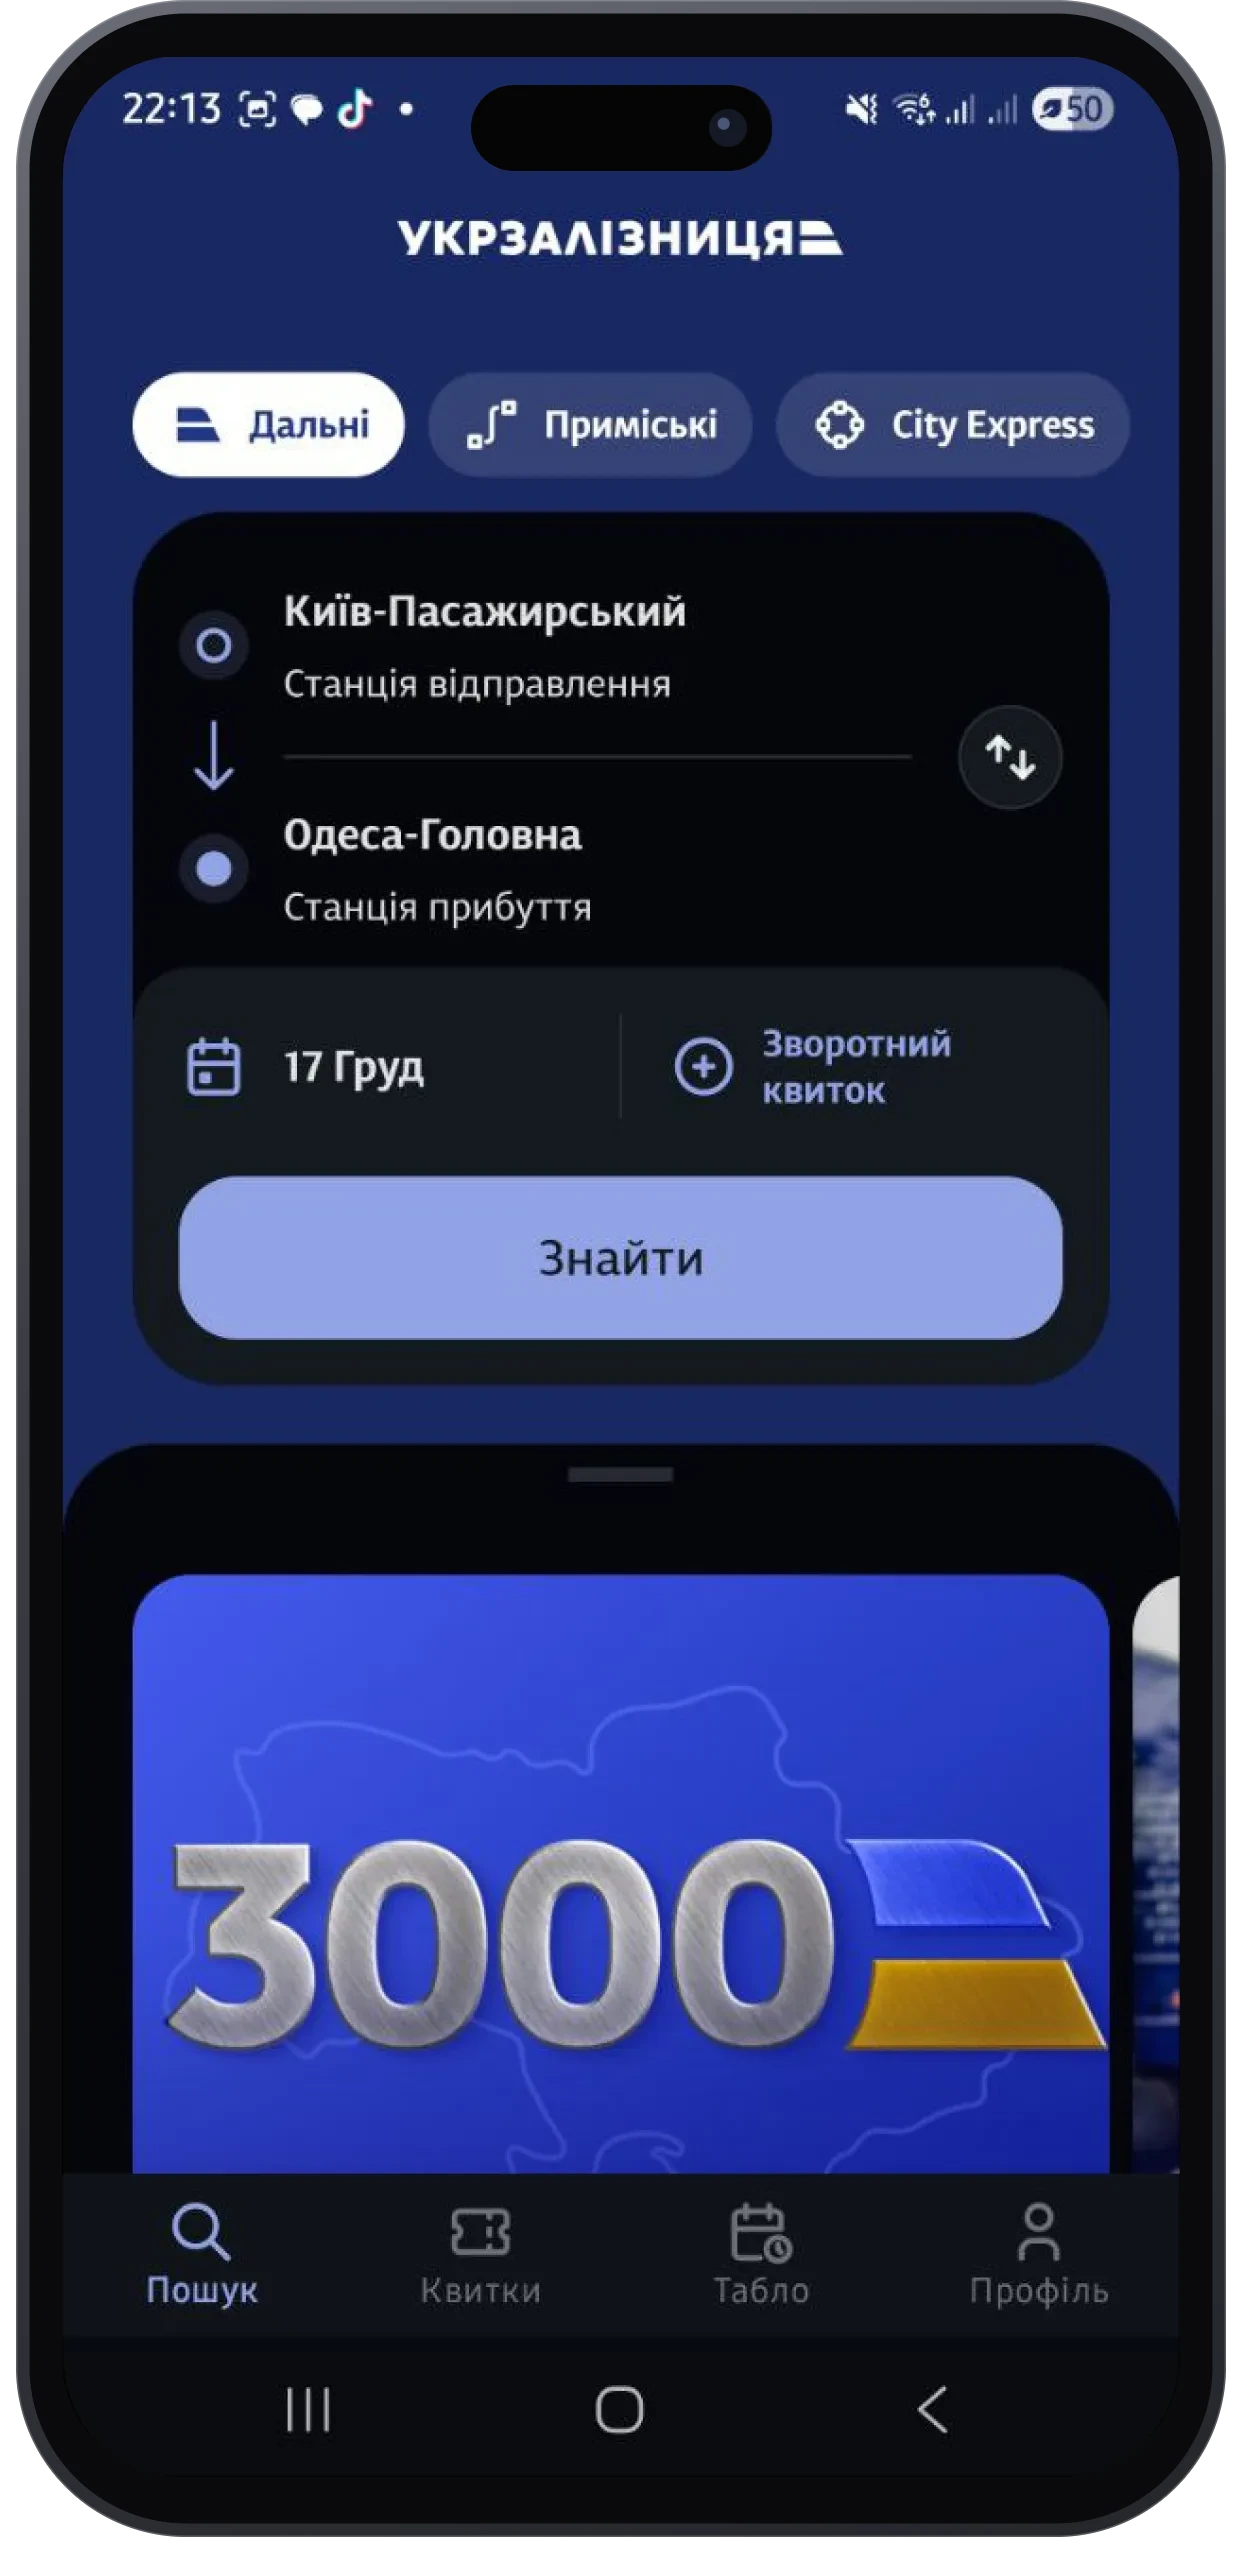 22:13
50
УКРЗАЛІЗНИЦЯ
Дальні
Приміські
City Express
Київ-Пасажирський
Станція відправлення
Одеса-Головна
Станція прибуття
17 Груд
Зворотний
квиток
Знайти
3000
Пошук
Квитки
Табло
Профіль